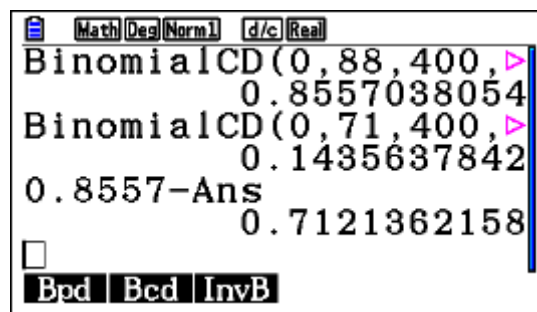 Math Deg Norm1 d/c Real
BinomialCD(0,88,400,
0.8557038054
BinomialCD(0,71,400,
0.1435637842
0.8557-Ans
0.7121362158
Bpd Bcd InvB